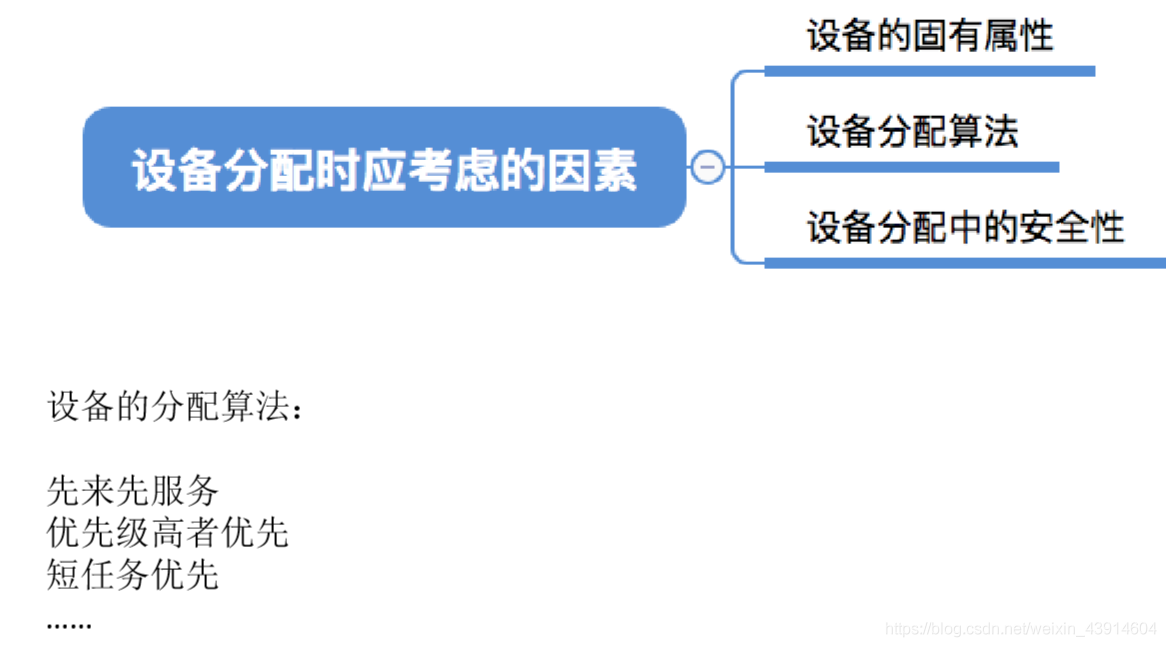 设备的固有属性
设备分配算法
设备分配时应考虑的因素
设备分配中的安全性
设备的分配算法：
先来先服务
优先级高者优先
短任务优先
......
https://blog.csdn.net/weixin_43914604